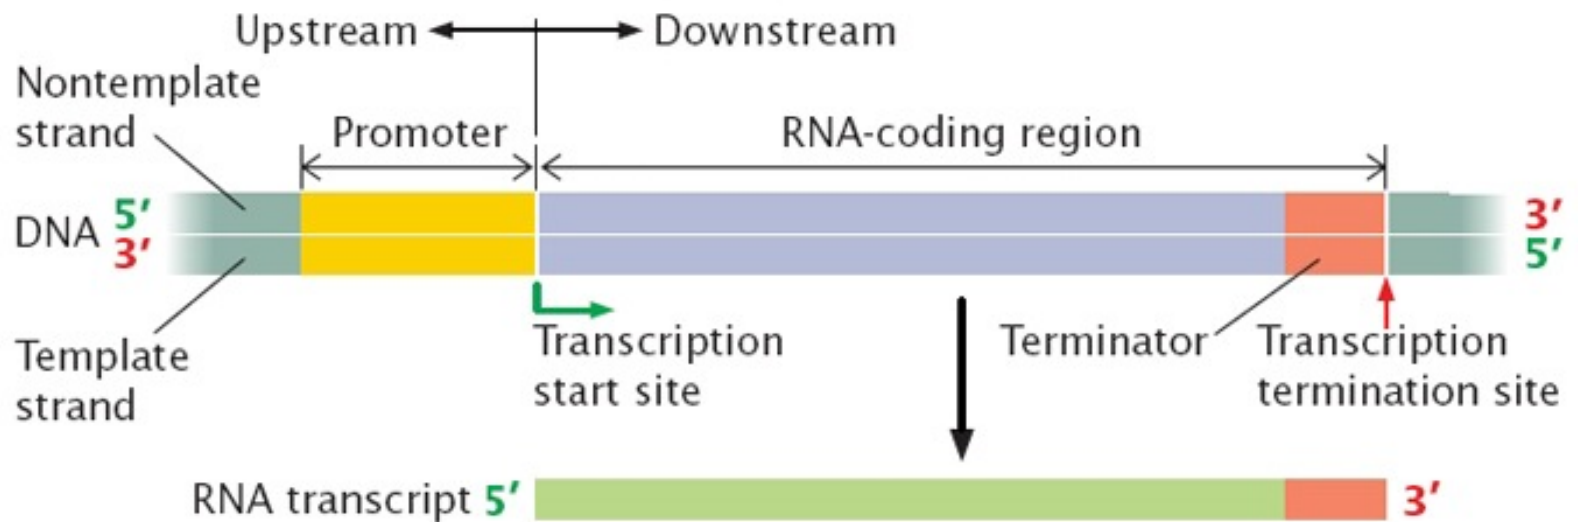 Upstream Downstream
Nontemplate
strand
Promoter RNA-coding region
DNA 5′ 3′
3′ 5′
Template
strand
Transcription
start site
Terminator
Transcription
termination site
RNA transcript 5′ 3′